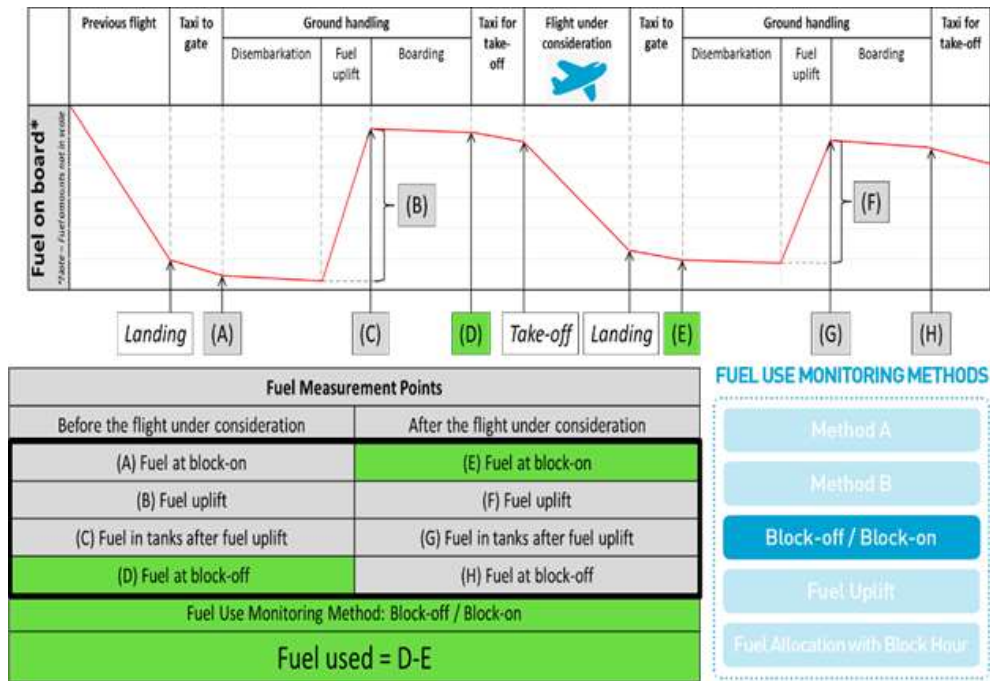 Previous flight
Taxi to
gate
Ground handling
Disembarkation
Fuel
uplift
Boarding
Taxi for
take-
off
Flight under
consideration
Taxi to
gate
Ground handling
Disembarkation
Fuel
uplift
Boarding
Taxi for
take-off
Fuel on board*
Fuel amounts not in scale
(B)
(F)
Landing
(A)
(C)
(D)
Take-off
Landing
(E)
(G)
(H)
Fuel Measurement Points
Before the flight under consideration
After the flight under consideration
(A) Fuel at block-on
(E) Fuel at block-on
(B) Fuel uplift
(F) Fuel uplift
(C) Fuel in tanks after fuel uplift
(G) Fuel in tanks after fuel uplift
(D) Fuel at block-off
(H) Fuel at block-off
Fuel Use Monitoring Method: Block-off / Block-on
Fuel used = D-E
FUEL USE MONITORING METHODS
Method A
Method B
Block-off / Block-on
Fuel Uplift
Fuel Allocation with Block Hour